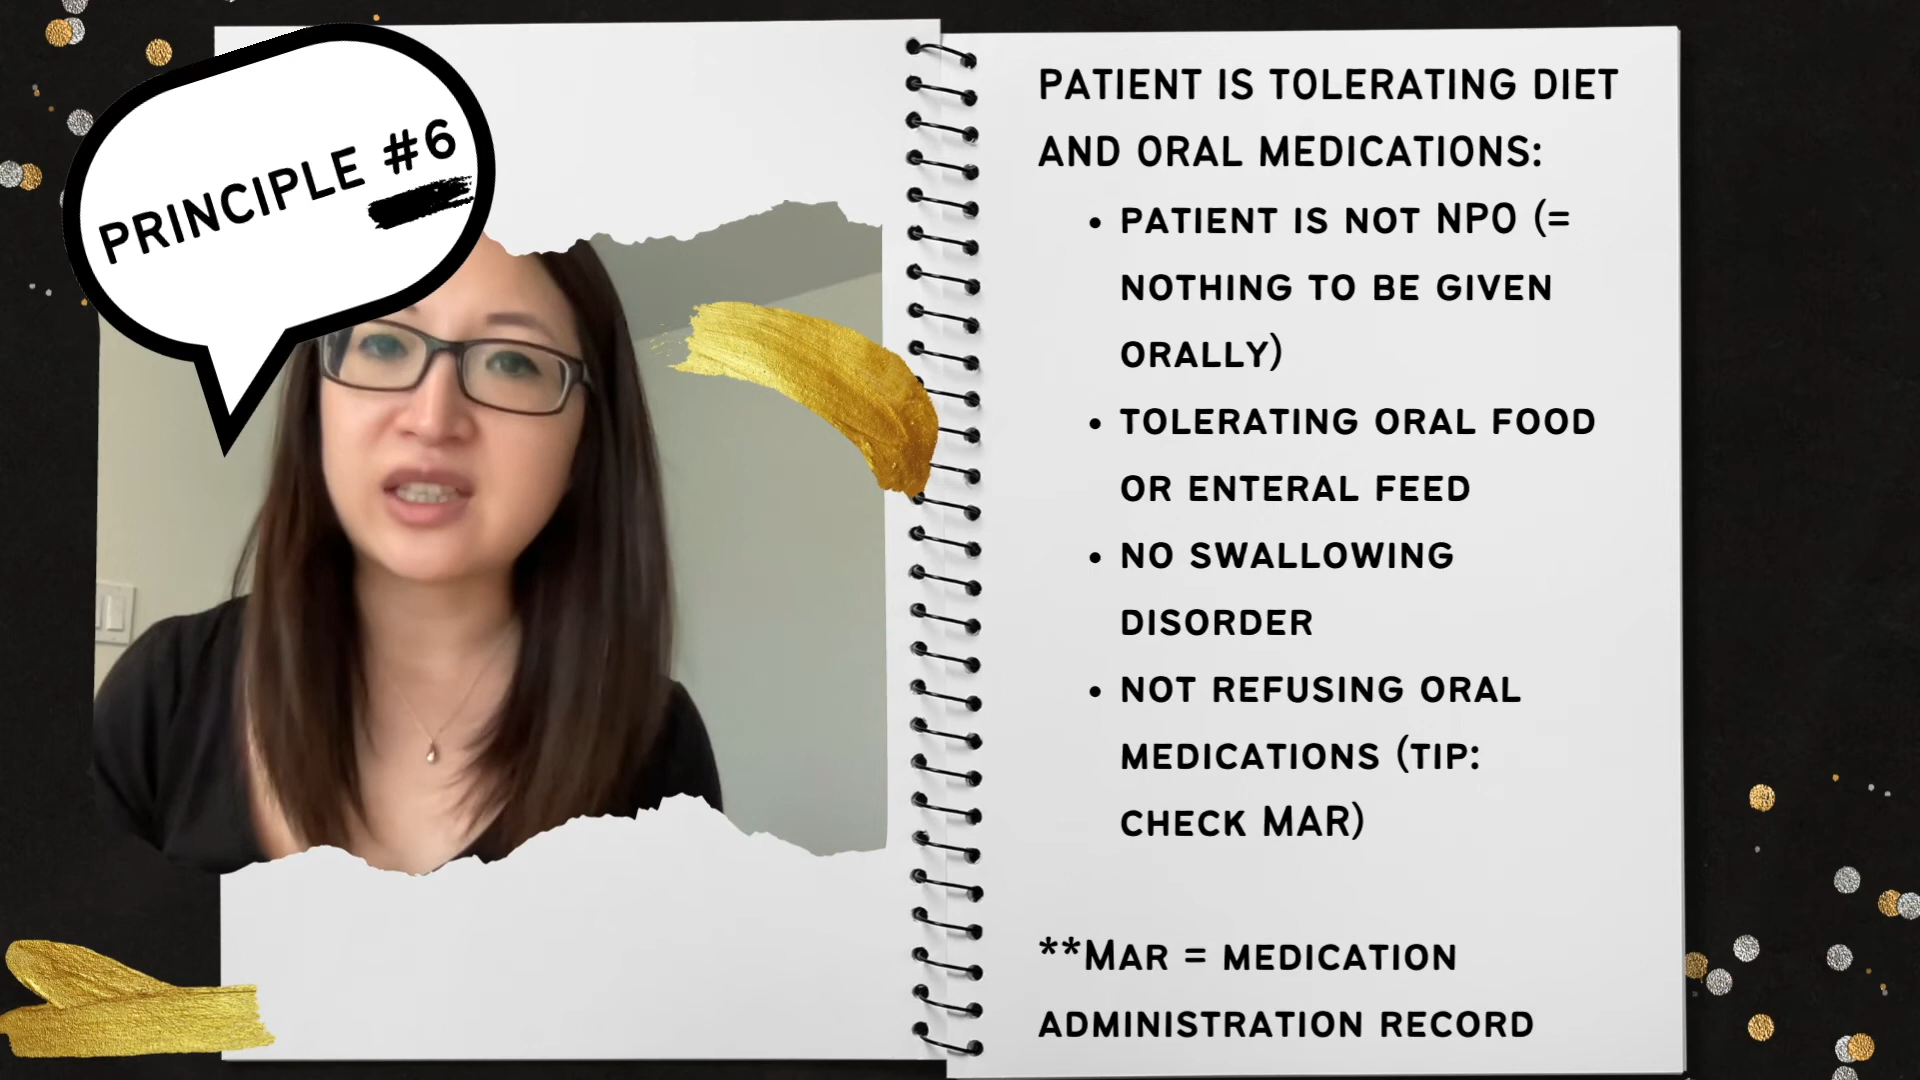 PRINCIPLE #6
PATIENT IS TOLERATING DIET
AND ORAL MEDICATIONS:
• PATIENT IS NOT NPO (=
NOTHING TO BE GIVEN
ORALLY)
• TOLERATING ORAL FOOD
OR ENTERAL FEED
• NO SWALLOWING
DISORDER
• NOT REFUSING ORAL
MEDICATIONS (TIP:
CHECK MAR)
**MAR = MEDICATION
ADMINISTRATION RECORD